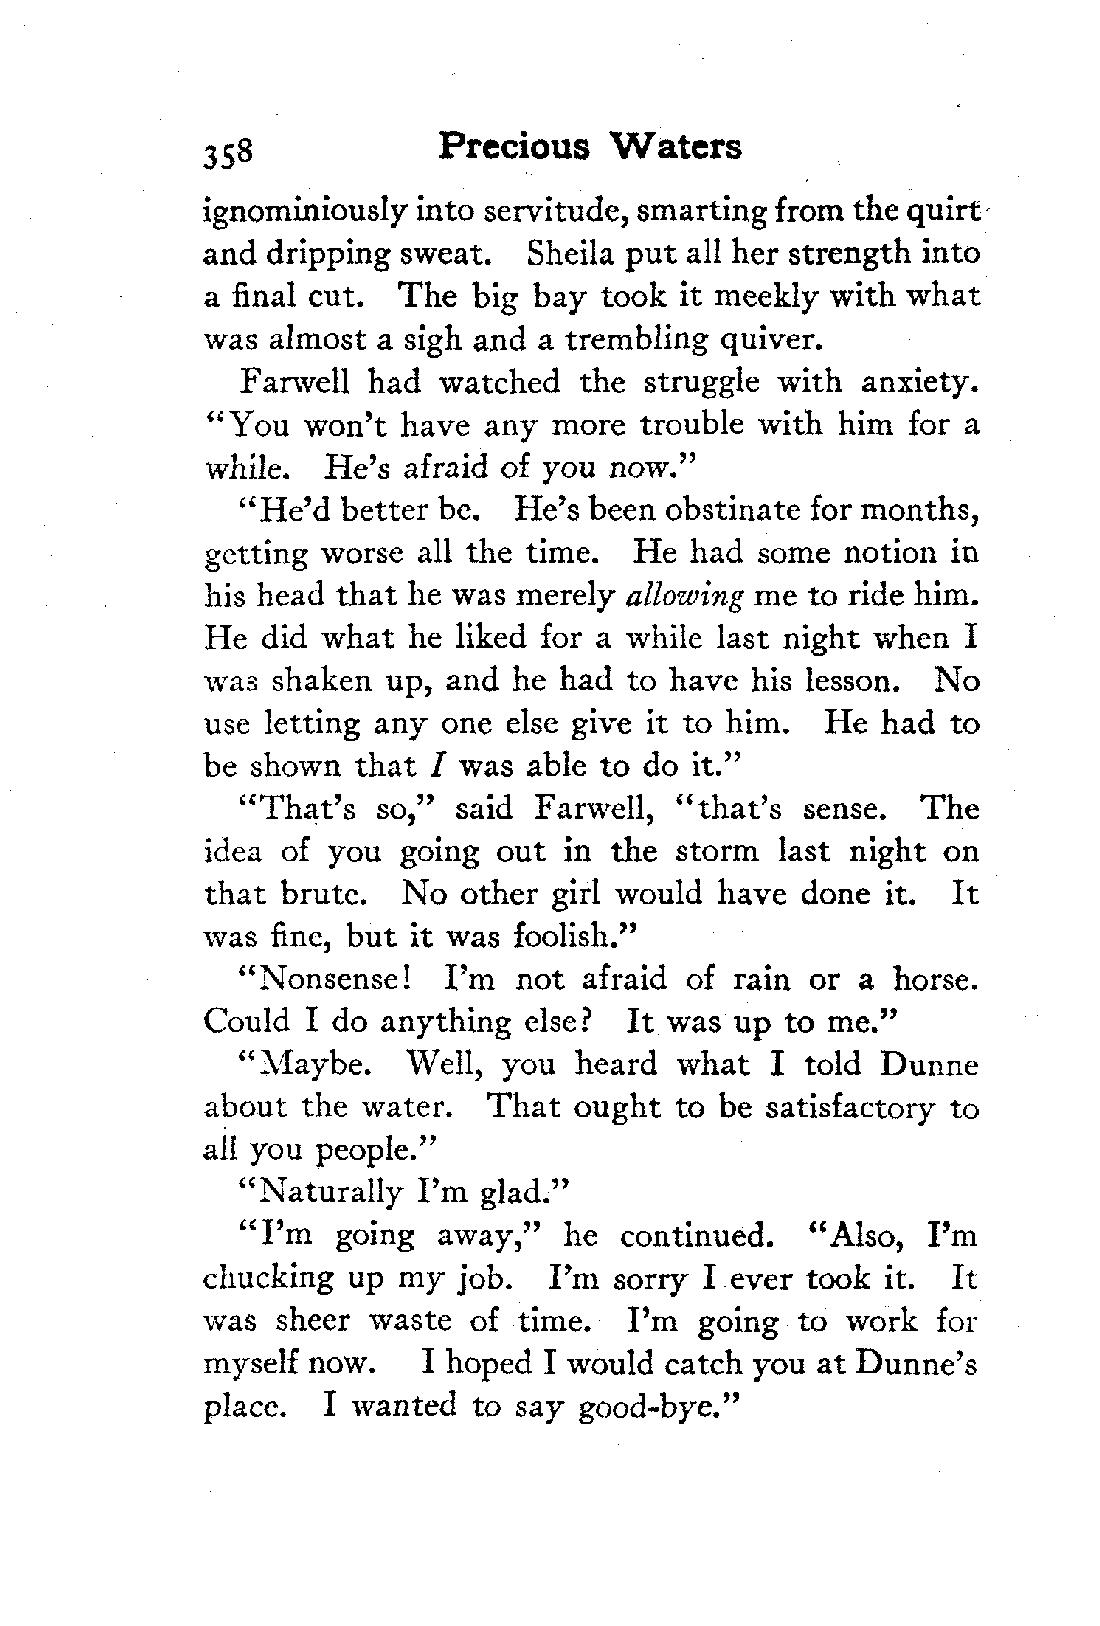 358 Precious Waters
ignominiously into servitude, smarting from the quirt
and dripping sweat. Sheila put all her strength into
a final cut. The big bay took it meekly with what
was almost a sigh and a trembling quiver.
Farwell had watched the struggle with anxiety.
“You won’t have any more trouble with him for a
while. He’s afraid of you now.”
“He’d better be. He’s been obstinate for months,
getting worse all the time. He had some notion in
his head that he was merely allowing me to ride him.
He did what he liked for a while last night when I
was shaken up, and he had to have his lesson. No
use letting any one else give it to him. He had to
be shown that I was able to do it.”
“That’s so,” said Farwell, “that’s sense. The
idea of you going out in the storm last night on
that brute. No other girl would have done it. It
was fine, but it was foolish.”
“Nonsense! I’m not afraid of rain or a horse.
Could I do anything else? It was up to me.”
“Maybe. Well, you heard what I told Dunne
about the water. That ought to be satisfactory to
all you people.”
“Naturally I’m glad.”
“I’m going away,” he continued. “Also, I’m
chucking up my job. I’m sorry I ever took it. It
was sheer waste of time. I’m going to work for
myself now. I hoped I would catch you at Dunne’s
place. I wanted to say good-bye.”